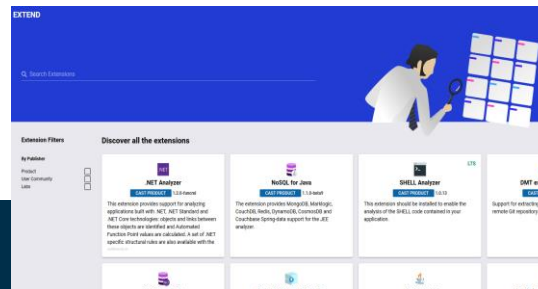 EXTEND
Search Extensions
Extension Filters
By Publisher
Product
User Community
Labs
Discover all the extensions
.NET
.NET Analyzer
CAST PRODUCT
This extension provides support for analyzing
applications built with .NET, .NET Standard and
.NET Core technologies: objects and links between
these objects are identified and Automated
Function Point values are calculated. A set of .NET
specific structural rules are also available with the
NoSQL for Java
CAST PRODUCT
The extension provides MongoDB, MarkLogic,
CouchDB, Redis, DynamoDB, CosmosDB and
Couchbase Spring-data support for the JEE
analyzer.
LTS
SHELL Analyzer
CAST PRODUCT
This extension should be installed to enable the
analysis of the SHELL code contained in your
application.
DMT
CAST
Support for extracting
remote Git repository